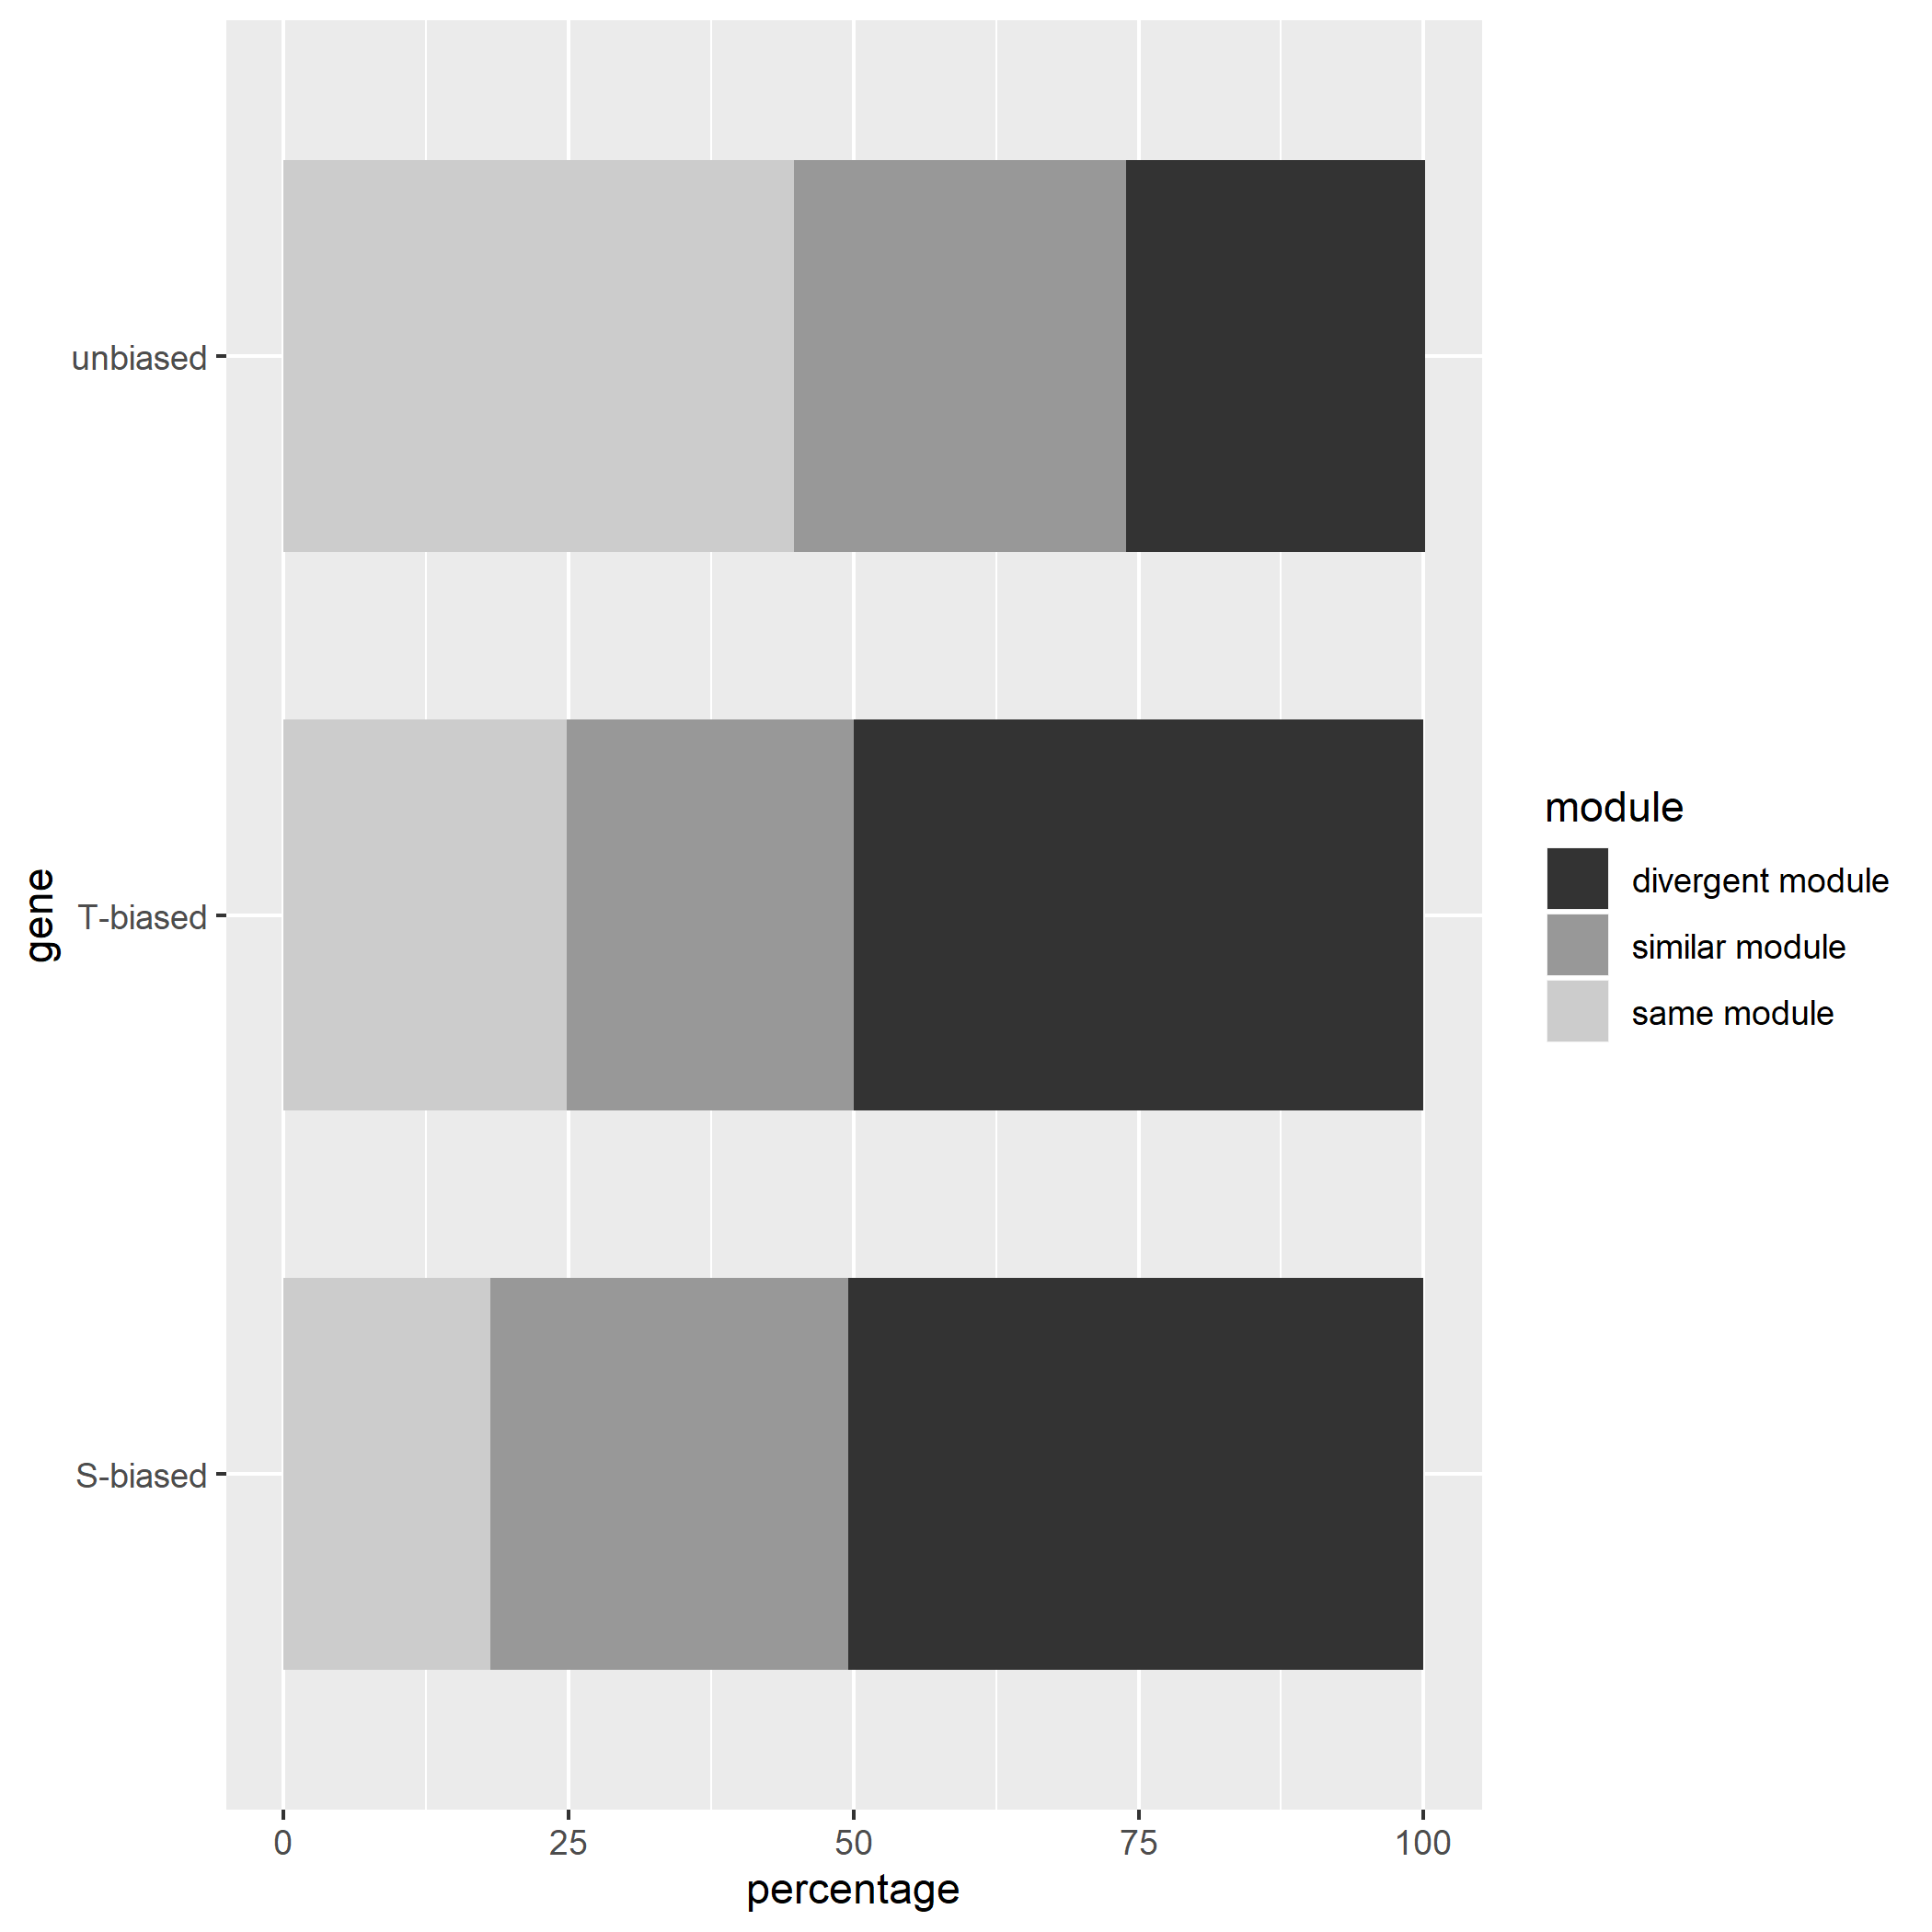 unbiased
T-biased
S-biased
gene
0 25 50 75 100
percentage
module
divergent module
similar module
same module